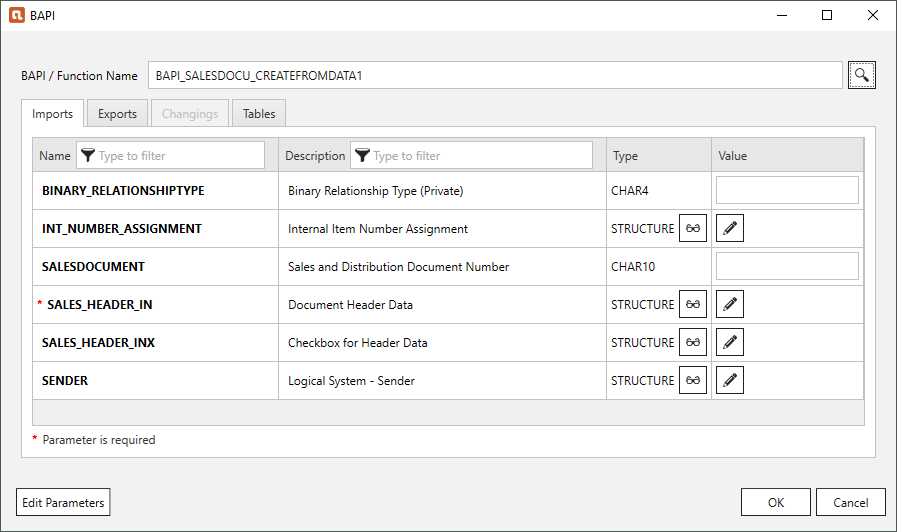 BAPI
BAPI / Function Name BAPI_SALESDOCU_CREATEFROMDATA1
Imports Exports Changings Tables
Name Type to filter Description Type to filter Type Value
BINARY_RELATIONSHIPTYPE Binary Relationship Type (Private) CHAR4
INT_NUMBER_ASSIGNMENT Internal Item Number Assignment STRUCTURE
SALESDOCUMENT Sales and Distribution Document Number CHAR10
* SALES_HEADER_IN Document Header Data STRUCTURE
SALES_HEADER_INX Checkbox for Header Data STRUCTURE
SENDER Logical System - Sender STRUCTURE
* Parameter is required
Edit Parameters OK Cancel